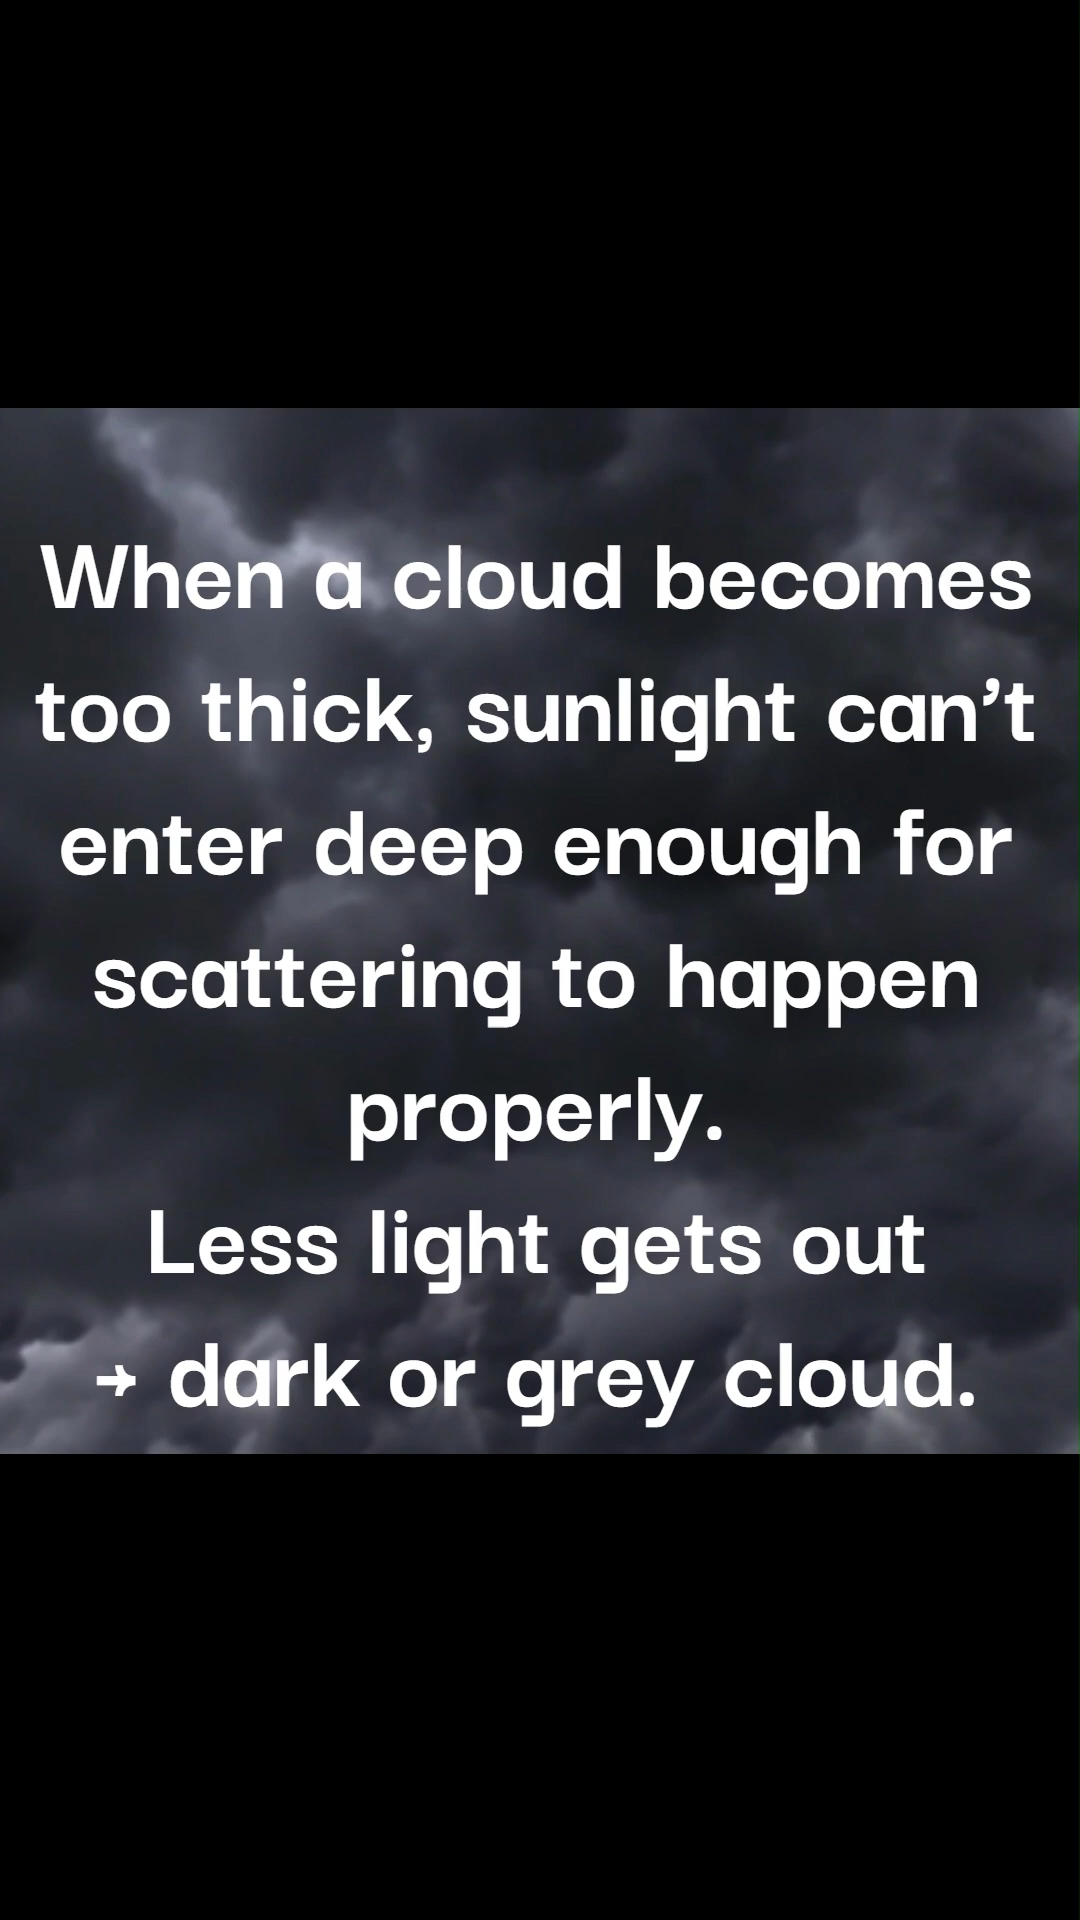 When a cloud becomes
too thick, sunlight can’t
enter deep enough for
scattering to happen
properly.
Less light gets out
→ dark or grey cloud.